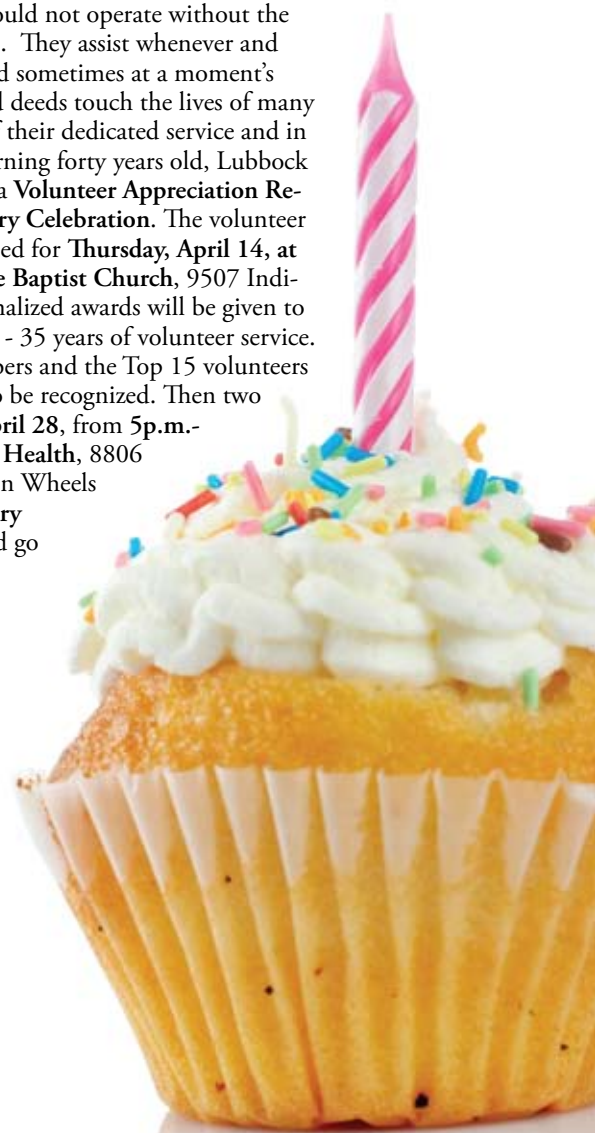 ould not operate without the
. They assist whenever and
d sometimes at a moment's
d deeds touch the lives of many
f their dedicated service and in
rning forty years old, Lubbock
a Volunteer Appreciation Re-
ry Celebration. The volunteer
ed for Thursday, April 14, at
e Baptist Church, 9507 Indi-
nalized awards will be given to
- 35 years of volunteer service.
bers and the Top 15 volunteers
o be recognized. Then two
ril 28, from 5p.m.-
Health, 8806
n Wheels
ry
d go